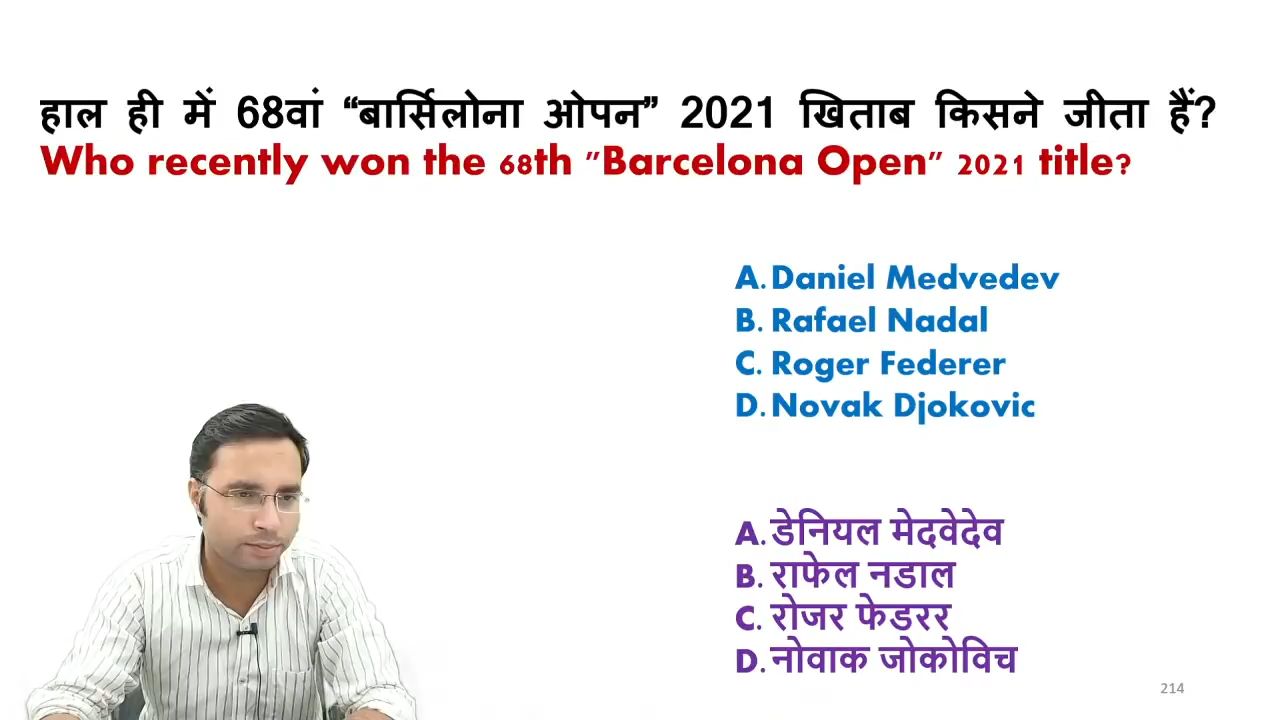 हाल ही में 68वां “बार्सिलोना ओपन” 2021 खिताब किसने जीता हैं?
Who recently won the 68th "Barcelona Open" 2021 title?
A. Daniel Medvedev
B. Rafael Nadal
C. Roger Federer
D. Novak Djokovic
A. डेनियल मेदवेदेव
B. राफेल नडाल
C. रोजर फेडरर
D. नोवाक जोकोविच
214